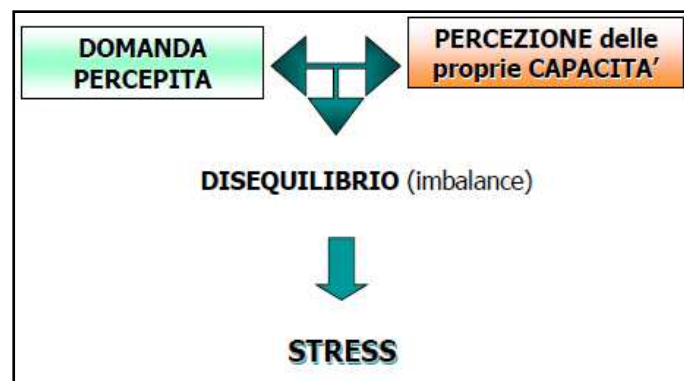 DOMANDA
PERCEPITA
PERCEZIONE delle
proprie CAPACITA'
DISEQUILIBRIO (imbalance)
STRESS